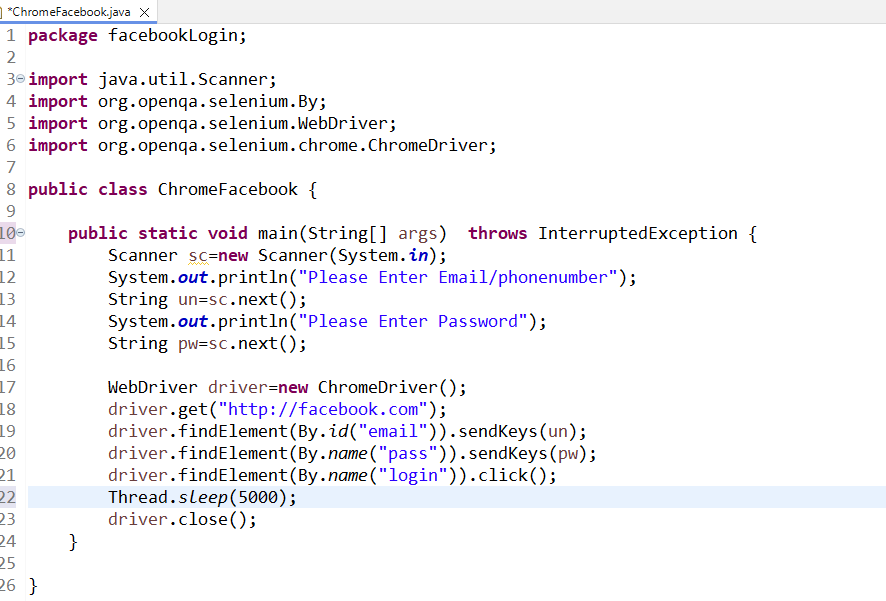 *ChromeFacebook.java
1 package facebookLogin;
2
3 import java.util.Scanner;
4 import org.openqa.selenium.By;
5 import org.openqa.selenium.WebDriver;
6 import org.openqa.selenium.chrome.ChromeDriver;
7
8 public class ChromeFacebook {
9
10 public static void main(String[] args)  throws InterruptedException {
11 Scanner sc=new Scanner(System.in);
12 System.out.println("Please Enter Email/phonenumber");
13 String un=sc.next();
14 System.out.println("Please Enter Password");
15 String pw=sc.next();
16
17 WebDriver driver=new ChromeDriver();
18 driver.get("http://facebook.com");
19 driver.findElement(By.id("email")).sendKeys(un);
20 driver.findElement(By.name("pass")).sendKeys(pw);
21 driver.findElement(By.name("login")).click();
22 Thread.sleep(5000);
23 driver.close();
24 }
25
26 }